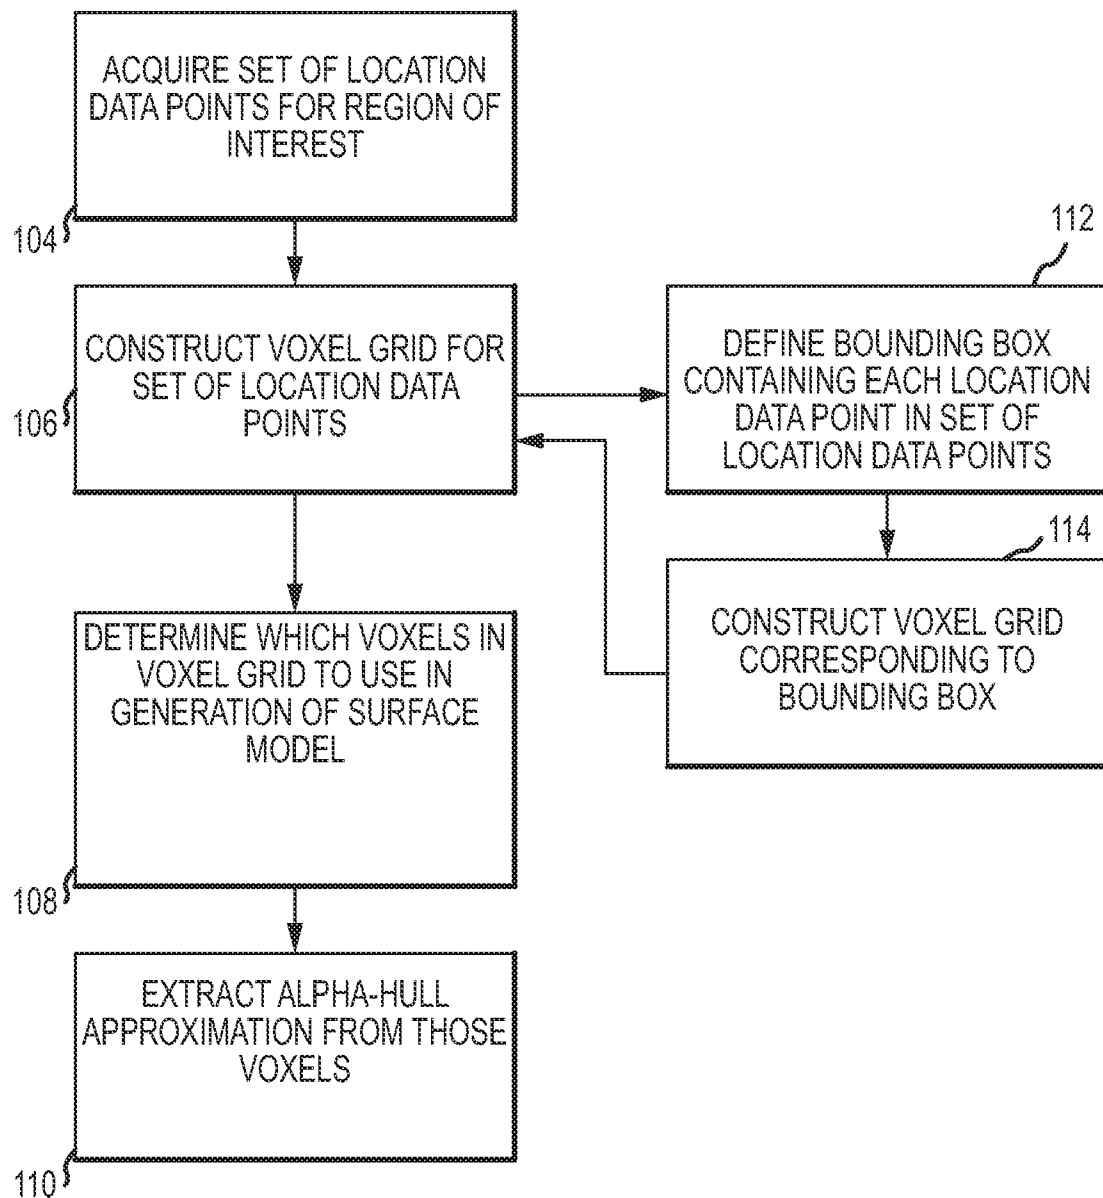 ACQUIRE SET OF LOCATION
DATA POINTS FOR REGION OF
INTEREST
104
CONSTRUCT VOXEL GRID FOR
SET OF LOCATION DATA
POINTS
106
112
DEFINE BOUNDING BOX
CONTAINING EACH LOCATION
DATA POINT IN SET OF
LOCATION DATA POINTS
114
CONSTRUCT VOXEL GRID
CORRESPONDING TO
BOUNDING BOX
DETERMINE WHICH VOXELS IN
VOXEL GRID TO USE IN
GENERATION OF SURFACE
MODEL
108
EXTRACT ALPHA-HULL
APPROXIMATION FROM THOSE
VOXELS
110